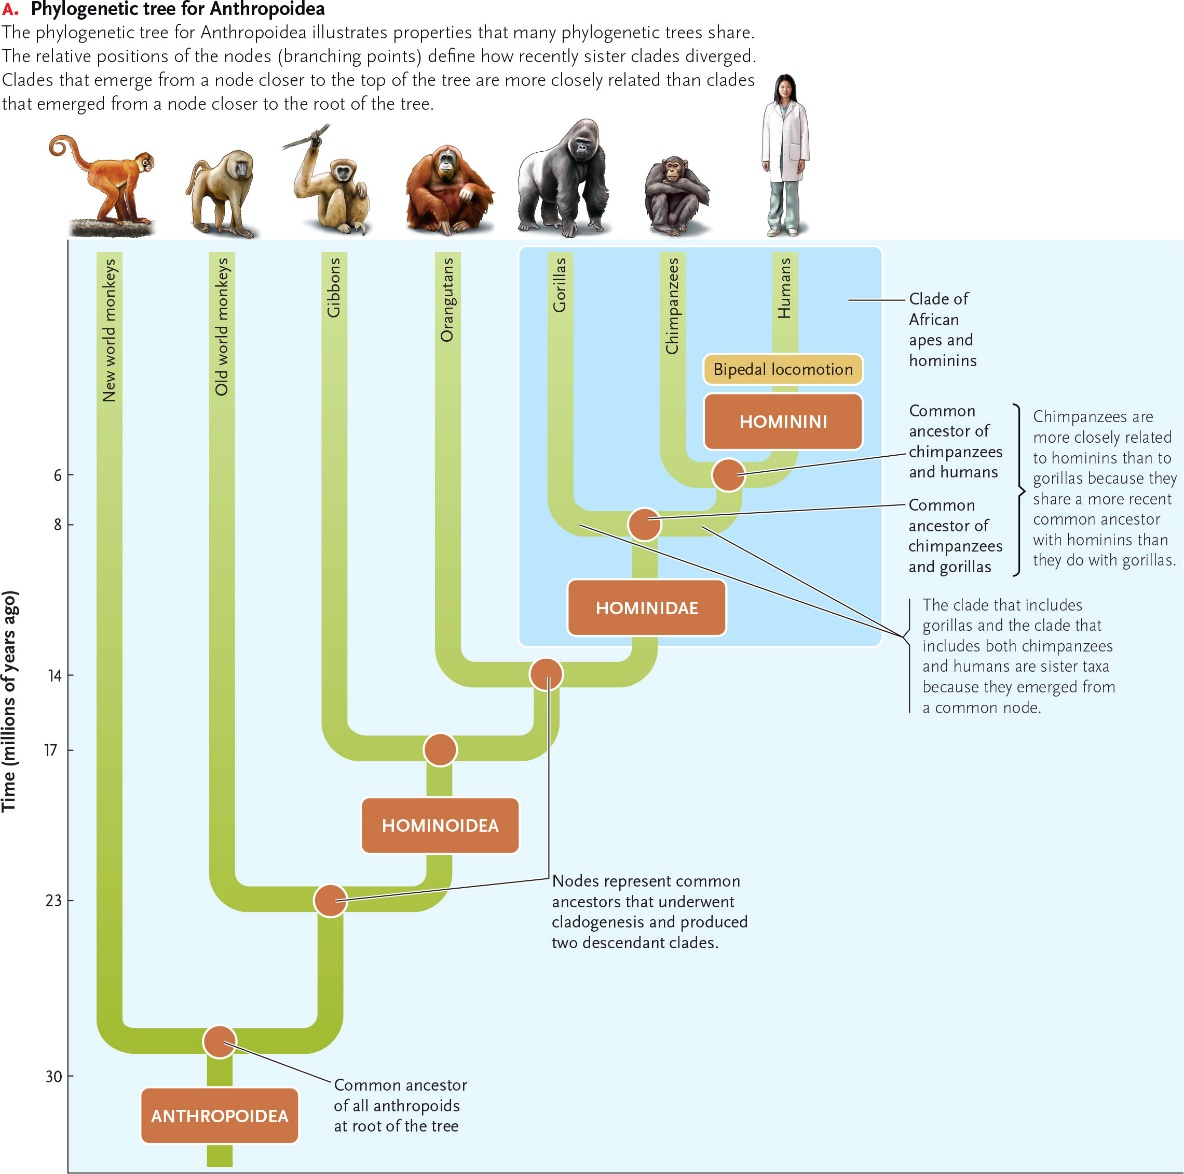 A. Phylogenetic tree for Anthropoidea
The phylogenetic tree for Anthropoidea illustrates properties that many phylogenetic trees share.
The relative positions of the nodes (branching points) define how recently sister clades diverged.
Clades that emerge from a node closer to the top of the tree are more closely related than clades
that emerged from a node closer to the root of the tree.
New world monkeys
Old world monkeys
Gibbons
Orangutans
Gorillas
Chimpanzees
Humans
Clade of
African
apes and
hominins
Bipedal locomotion
HOMININI
Common
ancestor of
chimpanzees
and humans
Common
ancestor of
chimpanzees
and gorillas
Chimpanzees are
more closely related
to hominins than to
gorillas because they
share a more recent
common ancestor
with hominins than
they do with gorillas.
HOMINIDAE
The clade that includes
gorillas and the clade that
includes both chimpanzees
and humans are sister taxa
because they emerged from
a common node.
HOMINOIDEA
Nodes represent common
ancestors that underwent
cladogenesis and produced
two descendant clades.
Common ancestor
of all anthropoids
at root of the tree
ANTHROPOIDEA
Time (millions of years ago)
6
8
14
17
23
30